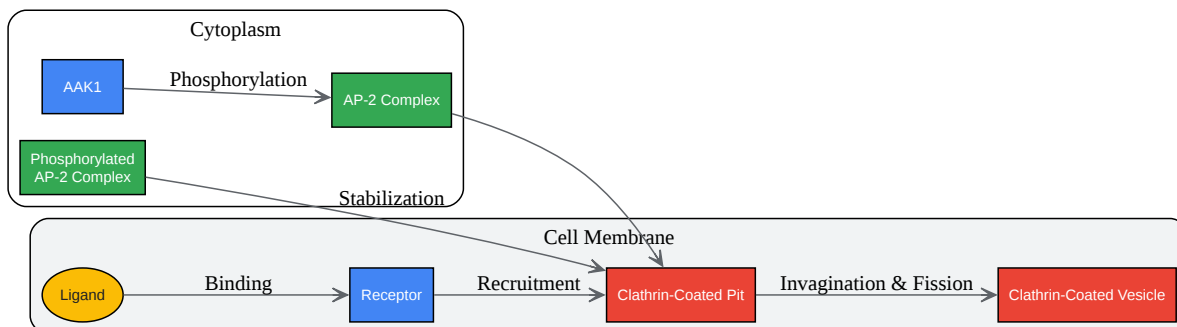 Cytoplasm
AAK1
Phosphorylation
AP-2 Complex
Phosphorylated
AP-2 Complex
Stabilization
Cell Membrane
Ligand
Binding
Receptor
Recruitment
Clathrin-Coated Pit
Invagination & Fission
Clathrin-Coated Vesicle